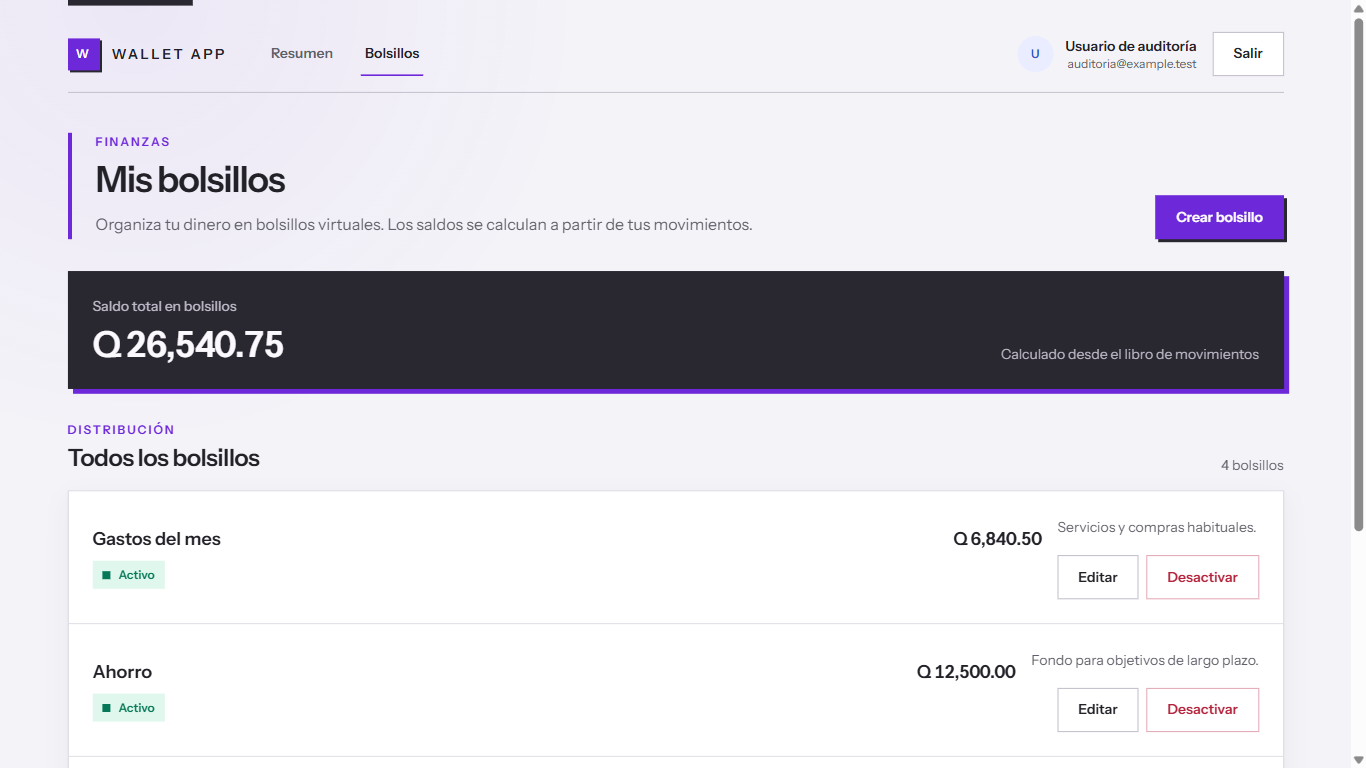 W WALLET APP Resumen Bolsillos U Usuario de auditoría Salir
auditoria@example.test
FINANZAS
Mis bolsillos
Organiza tu dinero en bolsillos virtuales. Los saldos se calculan a partir de tus movimientos.
Crear bolsillo
Saldo total en bolsillos
Q 26,540.75
Calculado desde el libro de movimientos
DISTRIBUCIÓN
Todos los bolsillos
4 bolsillos
Gastos del mes
Activo
Q 6,840.50
Servicios y compras habituales.
Editar Desactivar
Ahorro
Activo
Q 12,500.00
Fondo para objetivos de largo plazo.
Editar Desactivar